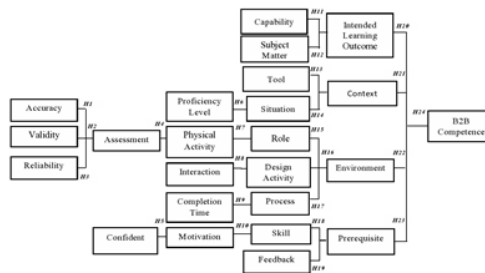 Capability
H11
Intended
Learning
Outcome
H20
Subject
Matter
H12
Tool
H13
Context
H21
Proficiency
Level
H6
Situation
H14
Accuracy
H1
Validity
H2
Assessment
H4
Physical
Activity
H7
Role
H15
H24
B2B
Competence
Reliability
H3
Interaction
H8
Design
Activity
H16
Environment
H22
Completion
Time
H9
Process
H17
Confident
H5
Motivation
H10
Skill
H18
Prerequisite
H23
Feedback
H19